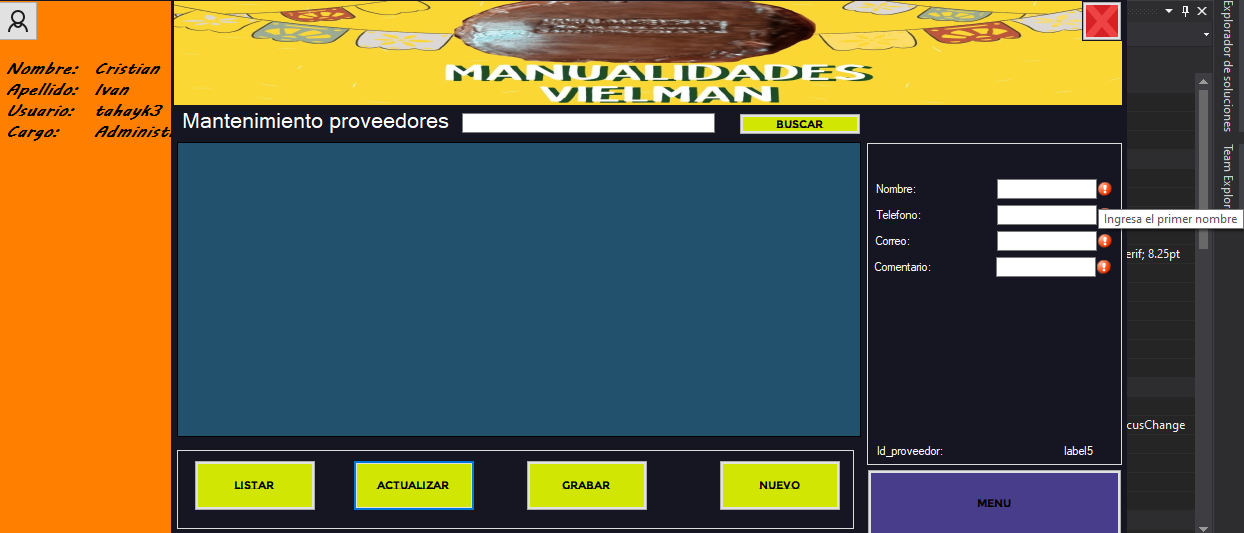 Nombre: Cristian
Apellido: Ivan
Usuario: tahayk3
Cargo: Administ
MANUALIDADES
VIELMAN
Mantenimiento proveedores
BUSCAR
Nombre:
Telefono:
Ingresa el primer nombre
Correo:
Comentario:
Id_proveedor: label5
LISTAR
ACTUALIZAR
GRABAR
NUEVO
MENU
erif; 8.25pt
cusChange
Explorador de soluciones
Team Explor